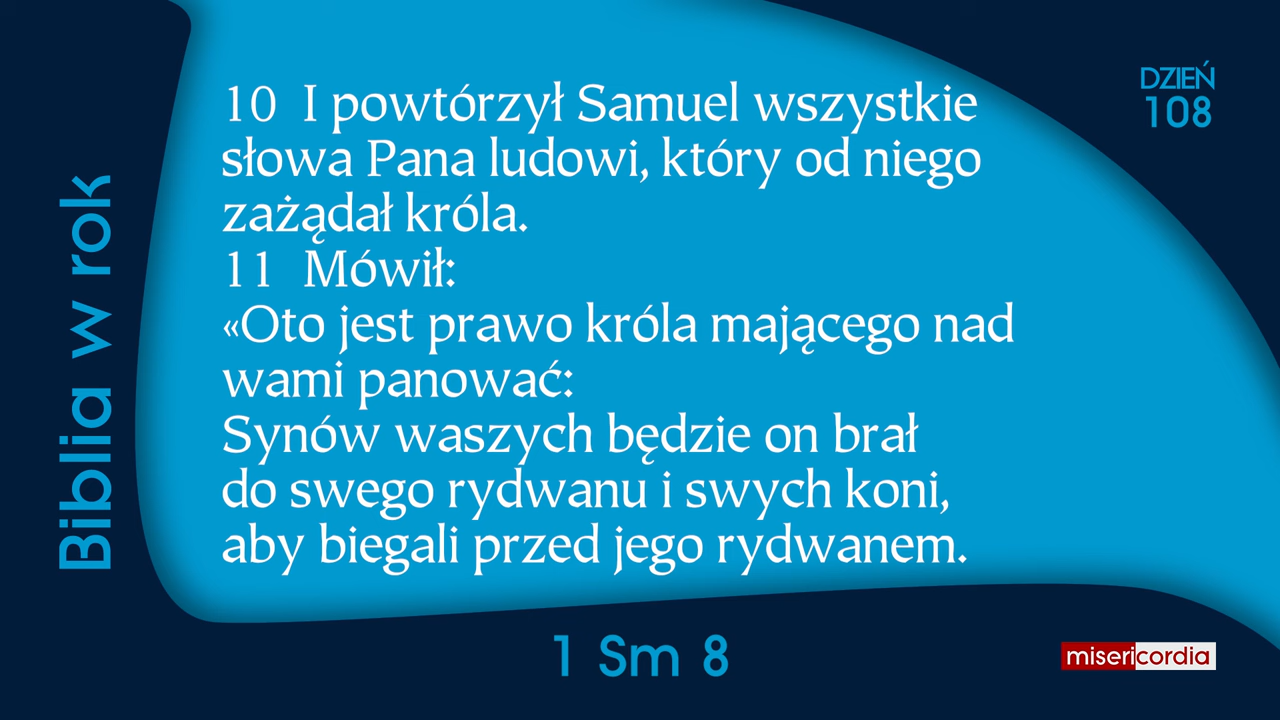 DZIEŃ
108
10 I powtórzył Samuel wszystkie
słowa Pana ludowi, który od niego
zażądał króla.
11 Mówił:
«Oto jest prawo króla mającego nad
wami panować:
Synów waszych będzie on brał
do swego rydwanu i swych koni,
aby biegali przed jego rydwanem.
Biblia w rok
1 Sm 8
misericordia